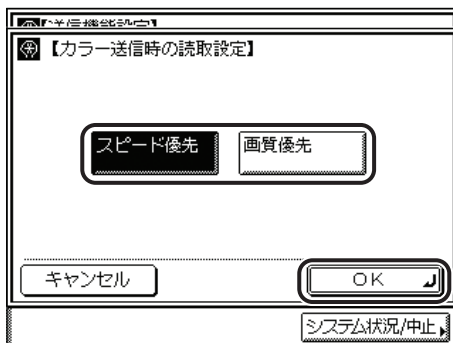 【カラー送信時の読取設定】
スピード優先
画質優先
キャンセル
OK
システム状況/中止